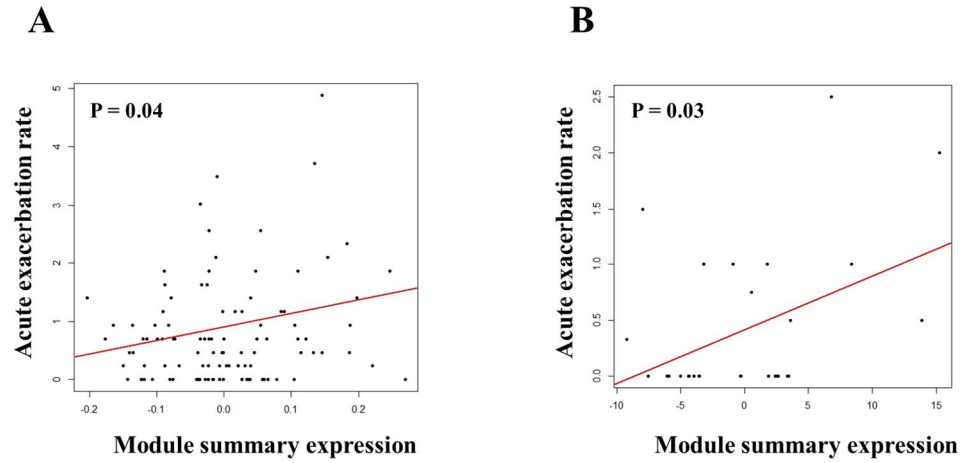 A
B
P = 0.04
P = 0.03
Acute exacerbation rate
5
4
3
2
1
0
-0.2 -0.1 0.0 0.1 0.2
Module summary expression
Acute exacerbation rate
2.5
2.0
1.5
1.0
0.5
0.0
-10 -5 0 5 10 15
Module summary expression